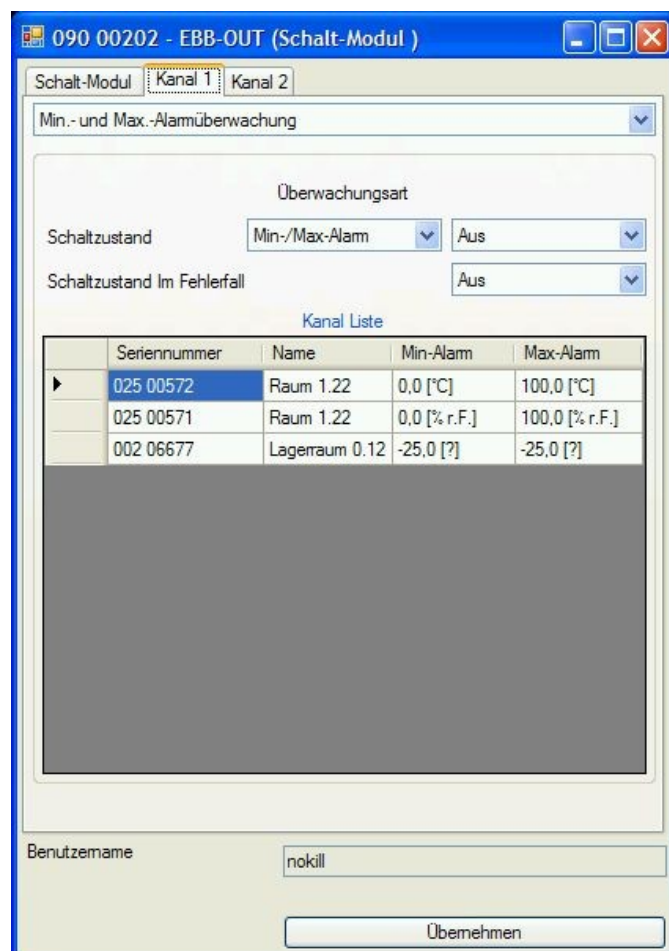 090 00202 - EBB-OUT (Schalt-Modul )
Schalt-Modul Kanal 1 Kanal 2
Min.- und Max.-Alarmüberwachung
Überwachungsart
Schaltzustand Min-/Max-Alarm Aus
Schaltzustand Im Fehlerfall Aus
Kanal Liste
Seriennummer Name Min-Alarm Max-Alarm
025 00572 Raum 1.22 0,0 [°C] 100,0 [°C]
025 00571 Raum 1.22 0,0 [% r.F.] 100,0 [% r.F.]
002 06677 Lagerraum 0.12 -25,0 [?] -25,0 [?]
Benutzername nokill
Übernehmen